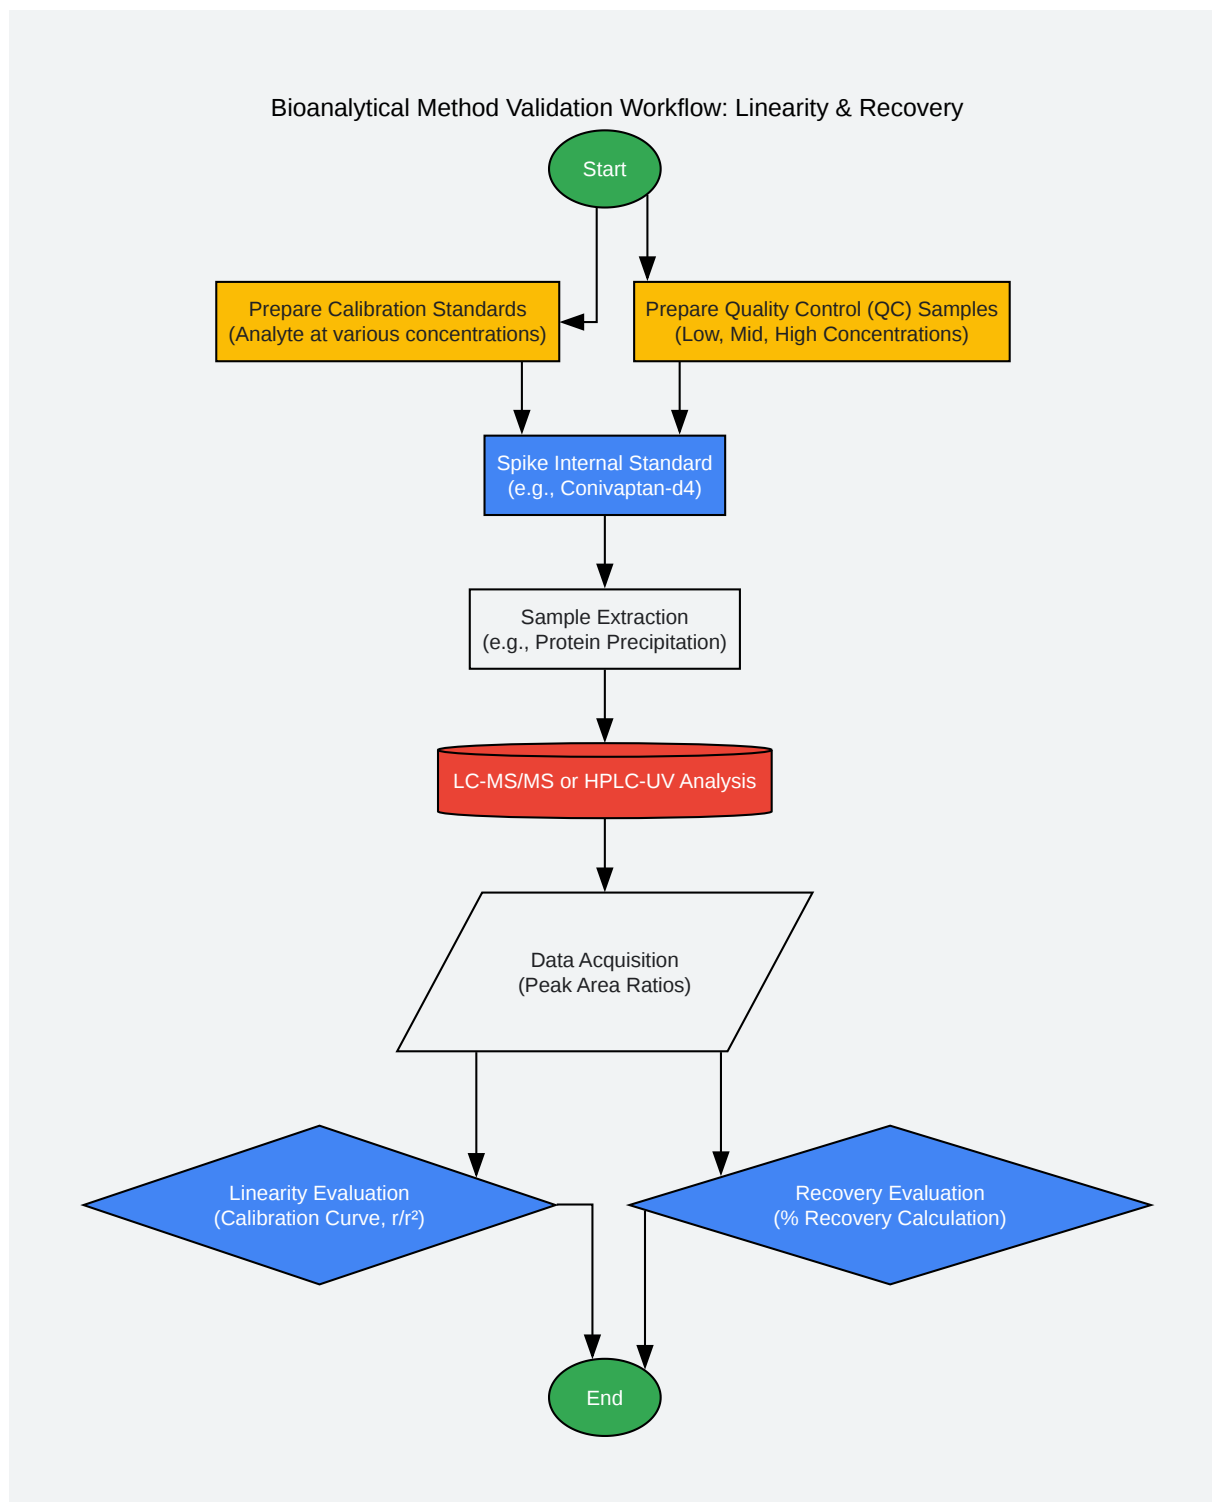 Bioanalytical Method Validation Workflow: Linearity & Recovery
Start
Prepare Calibration Standards
(Analyte at various concentrations)
Prepare Quality Control (QC) Samples
(Low, Mid, High Concentrations)
Spike Internal Standard
(e.g., Conivaptan-d4)
Sample Extraction
(e.g., Protein Precipitation)
LC-MS/MS or HPLC-UV Analysis
Data Acquisition
(Peak Area Ratios)
Linearity Evaluation
(Calibration Curve, r/r²)
Recovery Evaluation
(% Recovery Calculation)
End